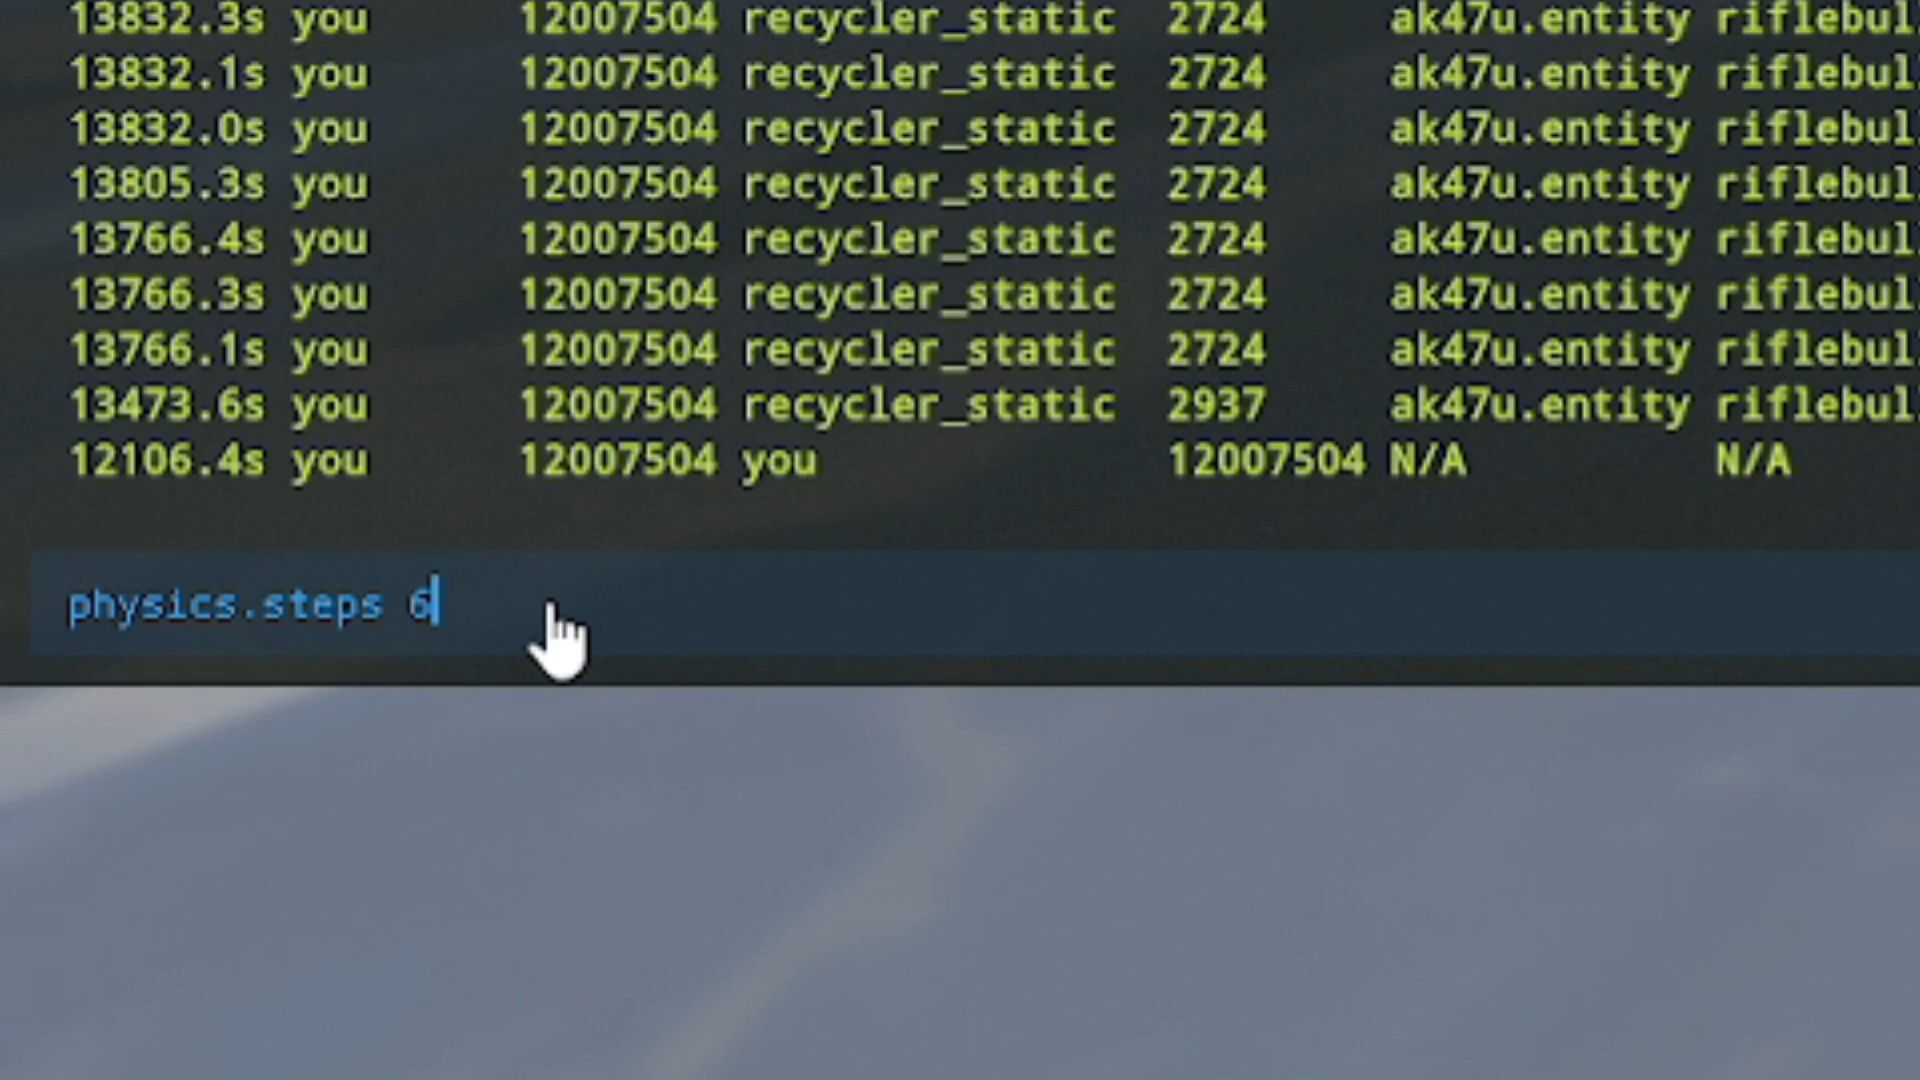 13832.3s you 12007504 recycler_static 2724 ak47u.entity riflebul
13832.1s you 12007504 recycler_static 2724 ak47u.entity riflebul
13832.0s you 12007504 recycler_static 2724 ak47u.entity riflebul
13805.3s you 12007504 recycler_static 2724 ak47u.entity riflebul
13766.4s you 12007504 recycler_static 2724 ak47u.entity riflebul
13766.3s you 12007504 recycler_static 2724 ak47u.entity riflebul
13766.1s you 12007504 recycler_static 2724 ak47u.entity riflebul
13473.6s you 12007504 recycler_static 2937 ak47u.entity riflebul
12106.4s you 12007504 you 12007504 N/A N/A
physics.steps 6